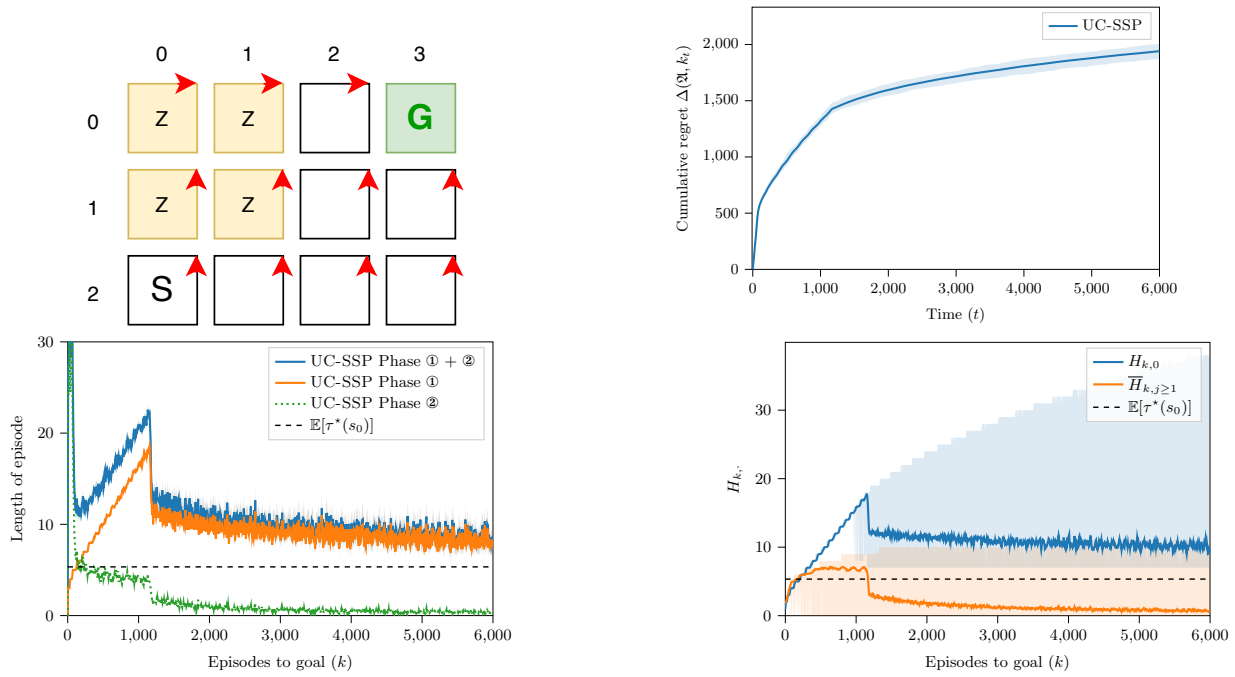 0 1 2 3
0 z z G
1 z z
2 S
UC-SSP
Cumulative regret Δ(𝔄, k_t)
2,000
1,500
1,000
500
0
0 1,000 2,000 3,000 4,000 5,000 6,000
Time (t)
UC-SSP Phase ① + ②
UC-SSP Phase ①
UC-SSP Phase ②
𝔼[τ⋆(s₀)]
Length of episode
30
20
10
0
0 1,000 2,000 3,000 4,000 5,000 6,000
Episodes to goal (k)
H_{k,0}
H̅_{k,j≥1}
𝔼[τ⋆(s₀)]
H_{k,·}
30
20
10
0
0 1,000 2,000 3,000 4,000 5,000 6,000
Episodes to goal (k)